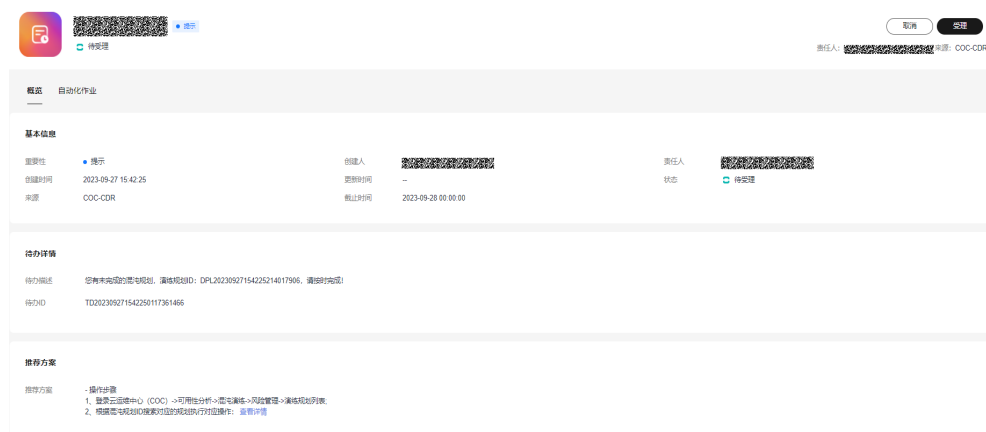 提示
取消
受理
待受理
责任人：
来源：COC-CDR
概览
自动化作业
基本信息
重要性
提示
创建人
责任人
创建时间
2023-09-27 15:42:25
更新时间
--
状态
待受理
来源
COC-CDR
截止时间
2023-09-28 00:00:00
待办详情
待办描述
您有未完成的混沌规划，演练规划ID：DPL20230927154225214017906，请按时完成！
待办ID
TD202309271542250117361466
推荐方案
推荐方案
- 操作步骤
1、登录云运维中心（COC）->可用性分析->混沌演练->风险管理->演练规划列表;
2、根据混沌规划ID搜索对应的规划执行对应操作： 查看详情